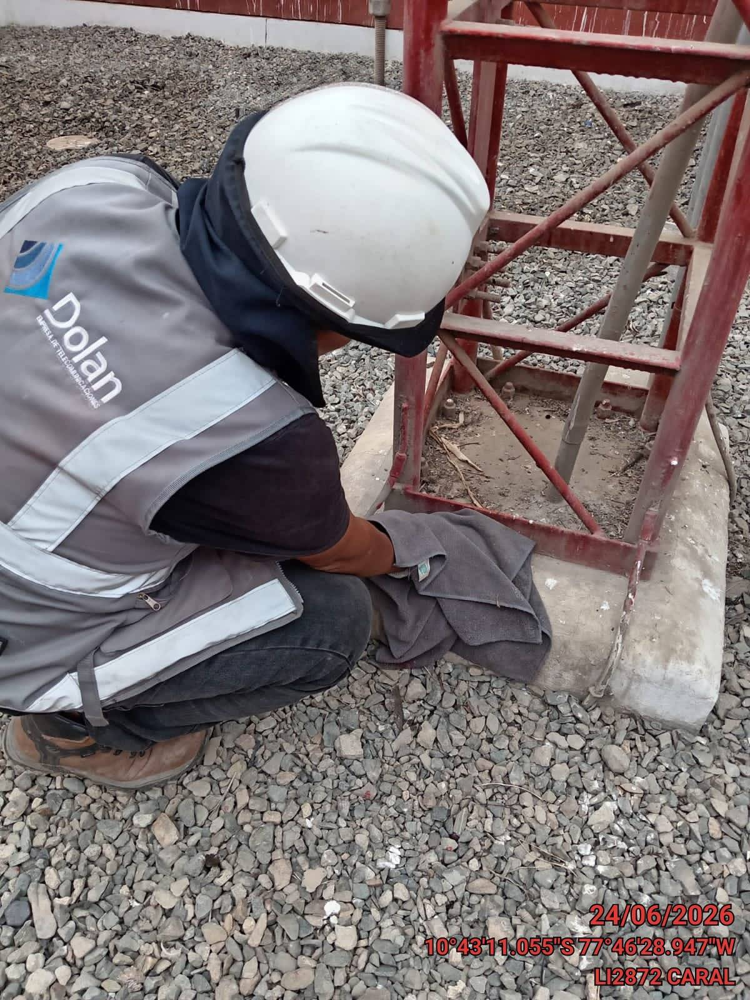 Dolan
EMPRESA DE TELECOMUNICACIONES
24/06/2026
10°43'11.055"S 77°46'28.947"W
LI2872 CARAL